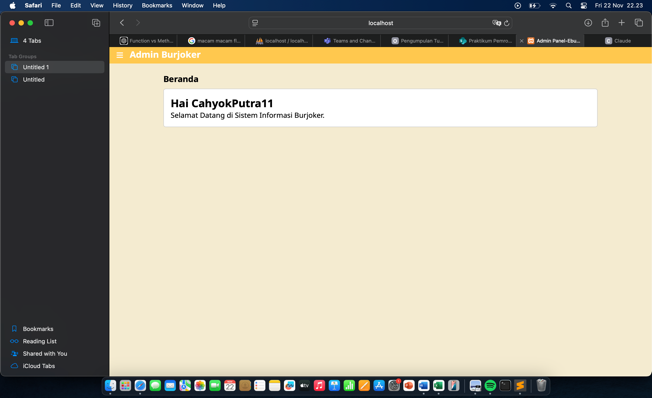 Safari File Edit View History Bookmarks Window Help
Fri 22 Nov 22.23
localhost
4 Tabs
Tab Groups
Untitled 1
Untitled
Function vs Meth...
macam macam fl...
localhost / localh...
Teams and Chan...
Pengumpulan Tu...
Praktikum Pemro...
Admin Panel-Ebu...
Claude
Admin Burjoker
Beranda
Hai CahyokPutra11
Selamat Datang di Sistem Informasi Burjoker.
Bookmarks
Reading List
Shared with You
iCloud Tabs